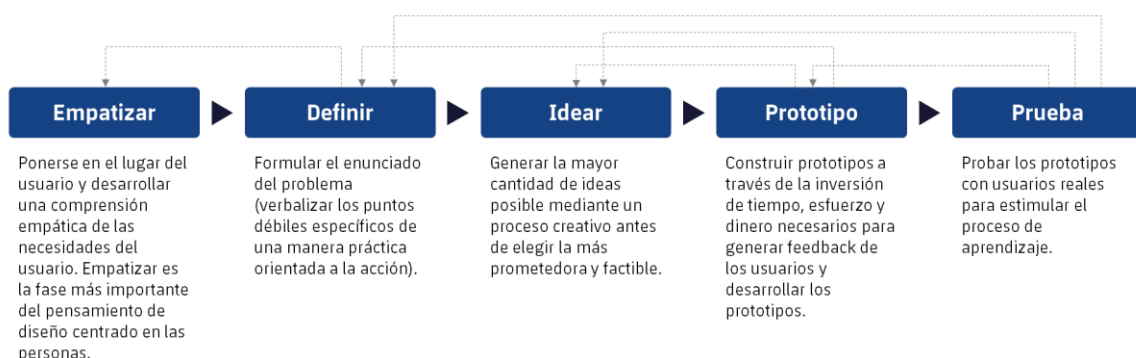 Empatizar
Definir
Idear
Prototipo
Prueba
Ponerse en el lugar del
usuario y desarrollar
una comprensión
empática de las
necesidades del
usuario. Empatizar es
la fase más importante
del pensamiento de
diseño centrado en las
personas.
Formular el enunciado
del problema
(verbalizar los puntos
débiles específicos de
una manera práctica
orientada a la acción).
Generar la mayor
cantidad de ideas
posible mediante un
proceso creativo antes
de elegir la más
prometedora y factible.
Construir prototipos a
través de la inversión
de tiempo, esfuerzo y
dinero necesarios para
generar feedback de
los usuarios y
desarrollar los
prototipos.
Probar los prototipos
con usuarios reales
para estimular el
proceso de
aprendizaje.